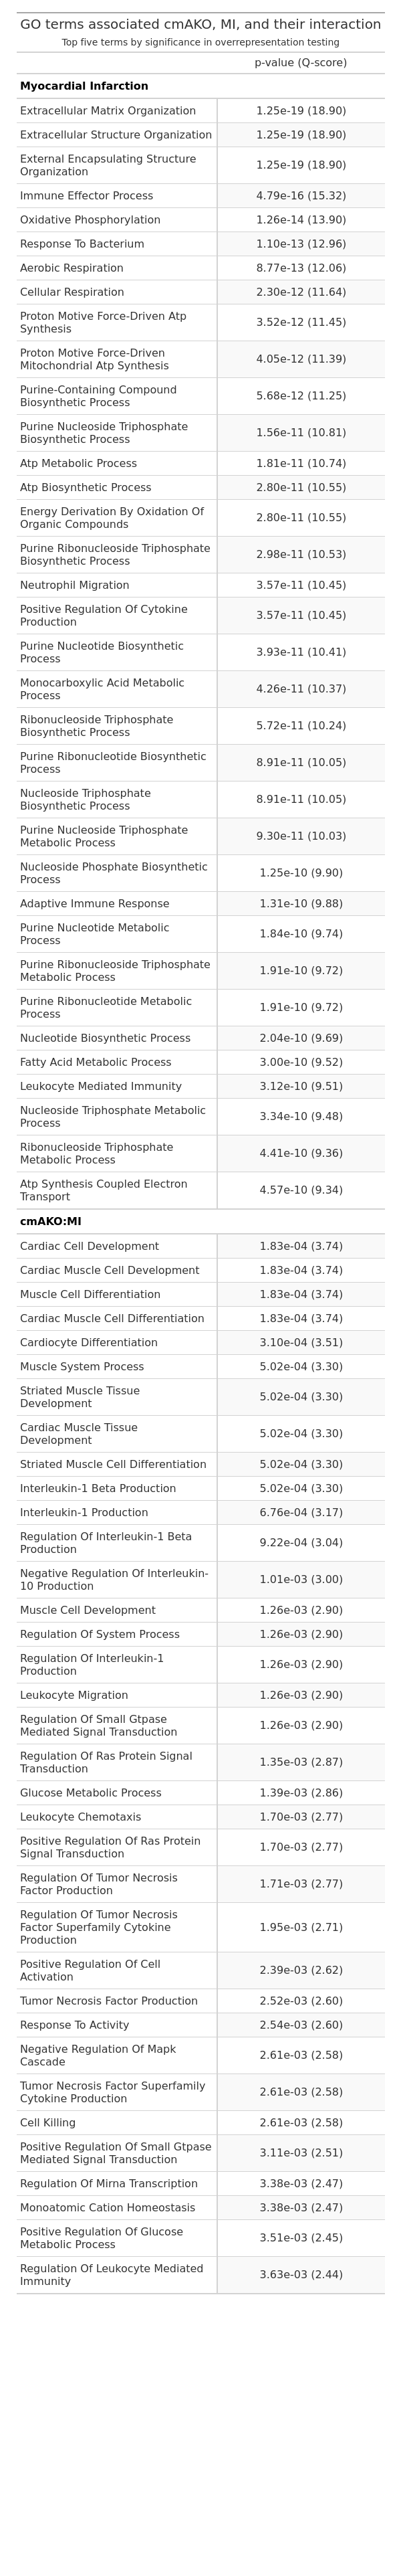 GO terms associated cmAKO, MI, and their interaction
Top five terms by significance in overrepresentation testing
p-value (Q-score)
Myocardial Infarction
Extracellular Matrix Organization 1.25e-19 (18.90)
Extracellular Structure Organization 1.25e-19 (18.90)
External Encapsulating Structure
Organization 1.25e-19 (18.90)
Immune Effector Process 4.79e-16 (15.32)
Oxidative Phosphorylation 1.26e-14 (13.90)
Response To Bacterium 1.10e-13 (12.96)
Aerobic Respiration 8.77e-13 (12.06)
Cellular Respiration 2.30e-12 (11.64)
Proton Motive Force-Driven Atp
Synthesis 3.52e-12 (11.45)
Proton Motive Force-Driven
Mitochondrial Atp Synthesis 4.05e-12 (11.39)
Purine-Containing Compound
Biosynthetic Process 5.68e-12 (11.25)
Purine Nucleoside Triphosphate
Biosynthetic Process 1.56e-11 (10.81)
Atp Metabolic Process 1.81e-11 (10.74)
Atp Biosynthetic Process 2.80e-11 (10.55)
Energy Derivation By Oxidation Of
Organic Compounds 2.80e-11 (10.55)
Purine Ribonucleoside Triphosphate
Biosynthetic Process 2.98e-11 (10.53)
Neutrophil Migration 3.57e-11 (10.45)
Positive Regulation Of Cytokine
Production 3.57e-11 (10.45)
Purine Nucleotide Biosynthetic
Process 3.93e-11 (10.41)
Monocarboxylic Acid Metabolic
Process 4.26e-11 (10.37)
Ribonucleoside Triphosphate
Biosynthetic Process 5.72e-11 (10.24)
Purine Ribonucleotide Biosynthetic
Process 8.91e-11 (10.05)
Nucleoside Triphosphate
Biosynthetic Process 8.91e-11 (10.05)
Purine Nucleoside Triphosphate
Metabolic Process 9.30e-11 (10.03)
Nucleoside Phosphate Biosynthetic
Process 1.25e-10 (9.90)
Adaptive Immune Response 1.31e-10 (9.88)
Purine Nucleotide Metabolic
Process 1.84e-10 (9.74)
Purine Ribonucleoside Triphosphate
Metabolic Process 1.91e-10 (9.72)
Purine Ribonucleotide Metabolic
Process 1.91e-10 (9.72)
Nucleotide Biosynthetic Process 2.04e-10 (9.69)
Fatty Acid Metabolic Process 3.00e-10 (9.52)
Leukocyte Mediated Immunity 3.12e-10 (9.51)
Nucleoside Triphosphate Metabolic
Process 3.34e-10 (9.48)
Ribonucleoside Triphosphate
Metabolic Process 4.41e-10 (9.36)
Atp Synthesis Coupled Electron
Transport 4.57e-10 (9.34)
cmAKO:MI
Cardiac Cell Development 1.83e-04 (3.74)
Cardiac Muscle Cell Development 1.83e-04 (3.74)
Muscle Cell Differentiation 1.83e-04 (3.74)
Cardiac Muscle Cell Differentiation 1.83e-04 (3.74)
Cardiocyte Differentiation 3.10e-04 (3.51)
Muscle System Process 5.02e-04 (3.30)
Striated Muscle Tissue
Development 5.02e-04 (3.30)
Cardiac Muscle Tissue
Development 5.02e-04 (3.30)
Striated Muscle Cell Differentiation 5.02e-04 (3.30)
Interleukin-1 Beta Production 5.02e-04 (3.30)
Interleukin-1 Production 6.76e-04 (3.17)
Regulation Of Interleukin-1 Beta
Production 9.22e-04 (3.04)
Negative Regulation Of Interleukin-
10 Production 1.01e-03 (3.00)
Muscle Cell Development 1.26e-03 (2.90)
Regulation Of System Process 1.26e-03 (2.90)
Regulation Of Interleukin-1
Production 1.26e-03 (2.90)
Leukocyte Migration 1.26e-03 (2.90)
Regulation Of Small Gtpase
Mediated Signal Transduction 1.26e-03 (2.90)
Regulation Of Ras Protein Signal
Transduction 1.35e-03 (2.87)
Glucose Metabolic Process 1.39e-03 (2.86)
Leukocyte Chemotaxis 1.70e-03 (2.77)
Positive Regulation Of Ras Protein
Signal Transduction 1.70e-03 (2.77)
Regulation Of Tumor Necrosis
Factor Production 1.71e-03 (2.77)
Regulation Of Tumor Necrosis
Factor Superfamily Cytokine
Production 1.95e-03 (2.71)
Positive Regulation Of Cell
Activation 2.39e-03 (2.62)
Tumor Necrosis Factor Production 2.52e-03 (2.60)
Response To Activity 2.54e-03 (2.60)
Negative Regulation Of Mapk
Cascade 2.61e-03 (2.58)
Tumor Necrosis Factor Superfamily
Cytokine Production 2.61e-03 (2.58)
Cell Killing 2.61e-03 (2.58)
Positive Regulation Of Small Gtpase
Mediated Signal Transduction 3.11e-03 (2.51)
Regulation Of Mirna Transcription 3.38e-03 (2.47)
Monoatomic Cation Homeostasis 3.38e-03 (2.47)
Positive Regulation Of Glucose
Metabolic Process 3.51e-03 (2.45)
Regulation Of Leukocyte Mediated
Immunity 3.63e-03 (2.44)